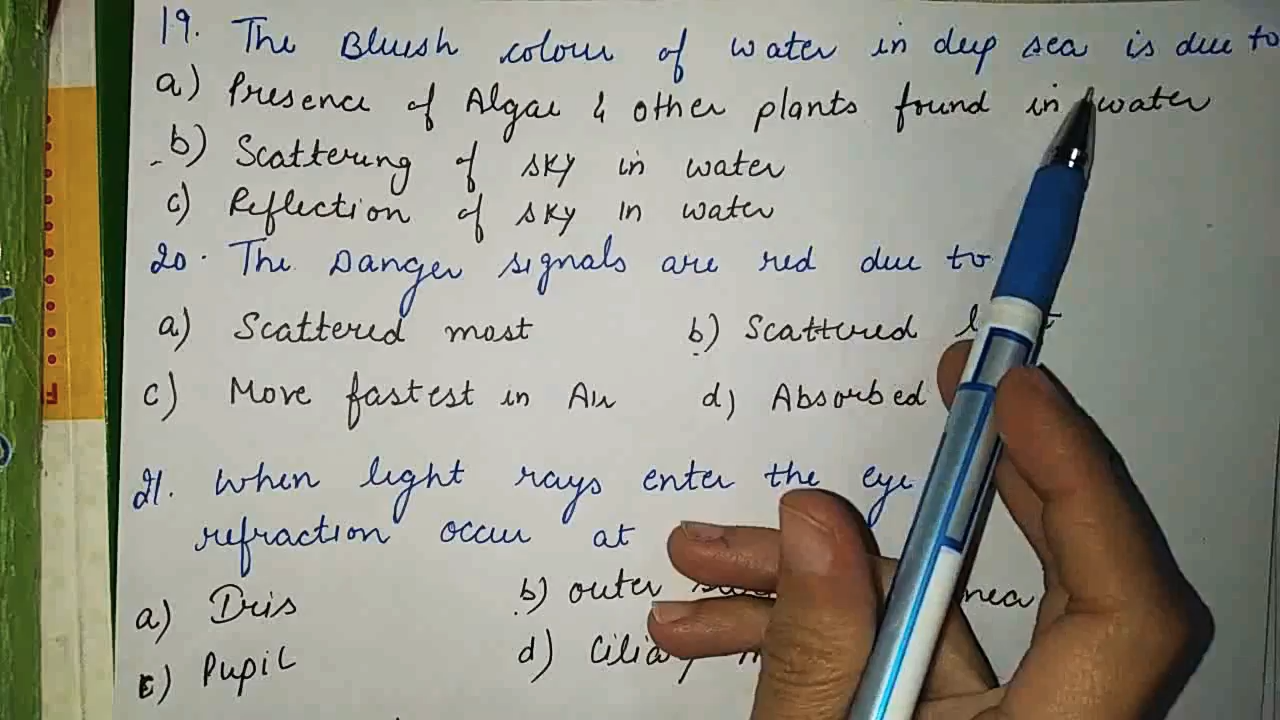 19. The Bluish colour of water in deep sea is due to
a) Presence of Algae & other plants found in water
b) Scattering of sky in water
c) Reflection of sky in water
20. The Danger signals are red due to
a) Scattered most b) Scattered
c) Move fastest in Air d) Absorbed
21. When light rays enter the eye
refraction occur at
a) Iris b) outer
c) Pupil d)